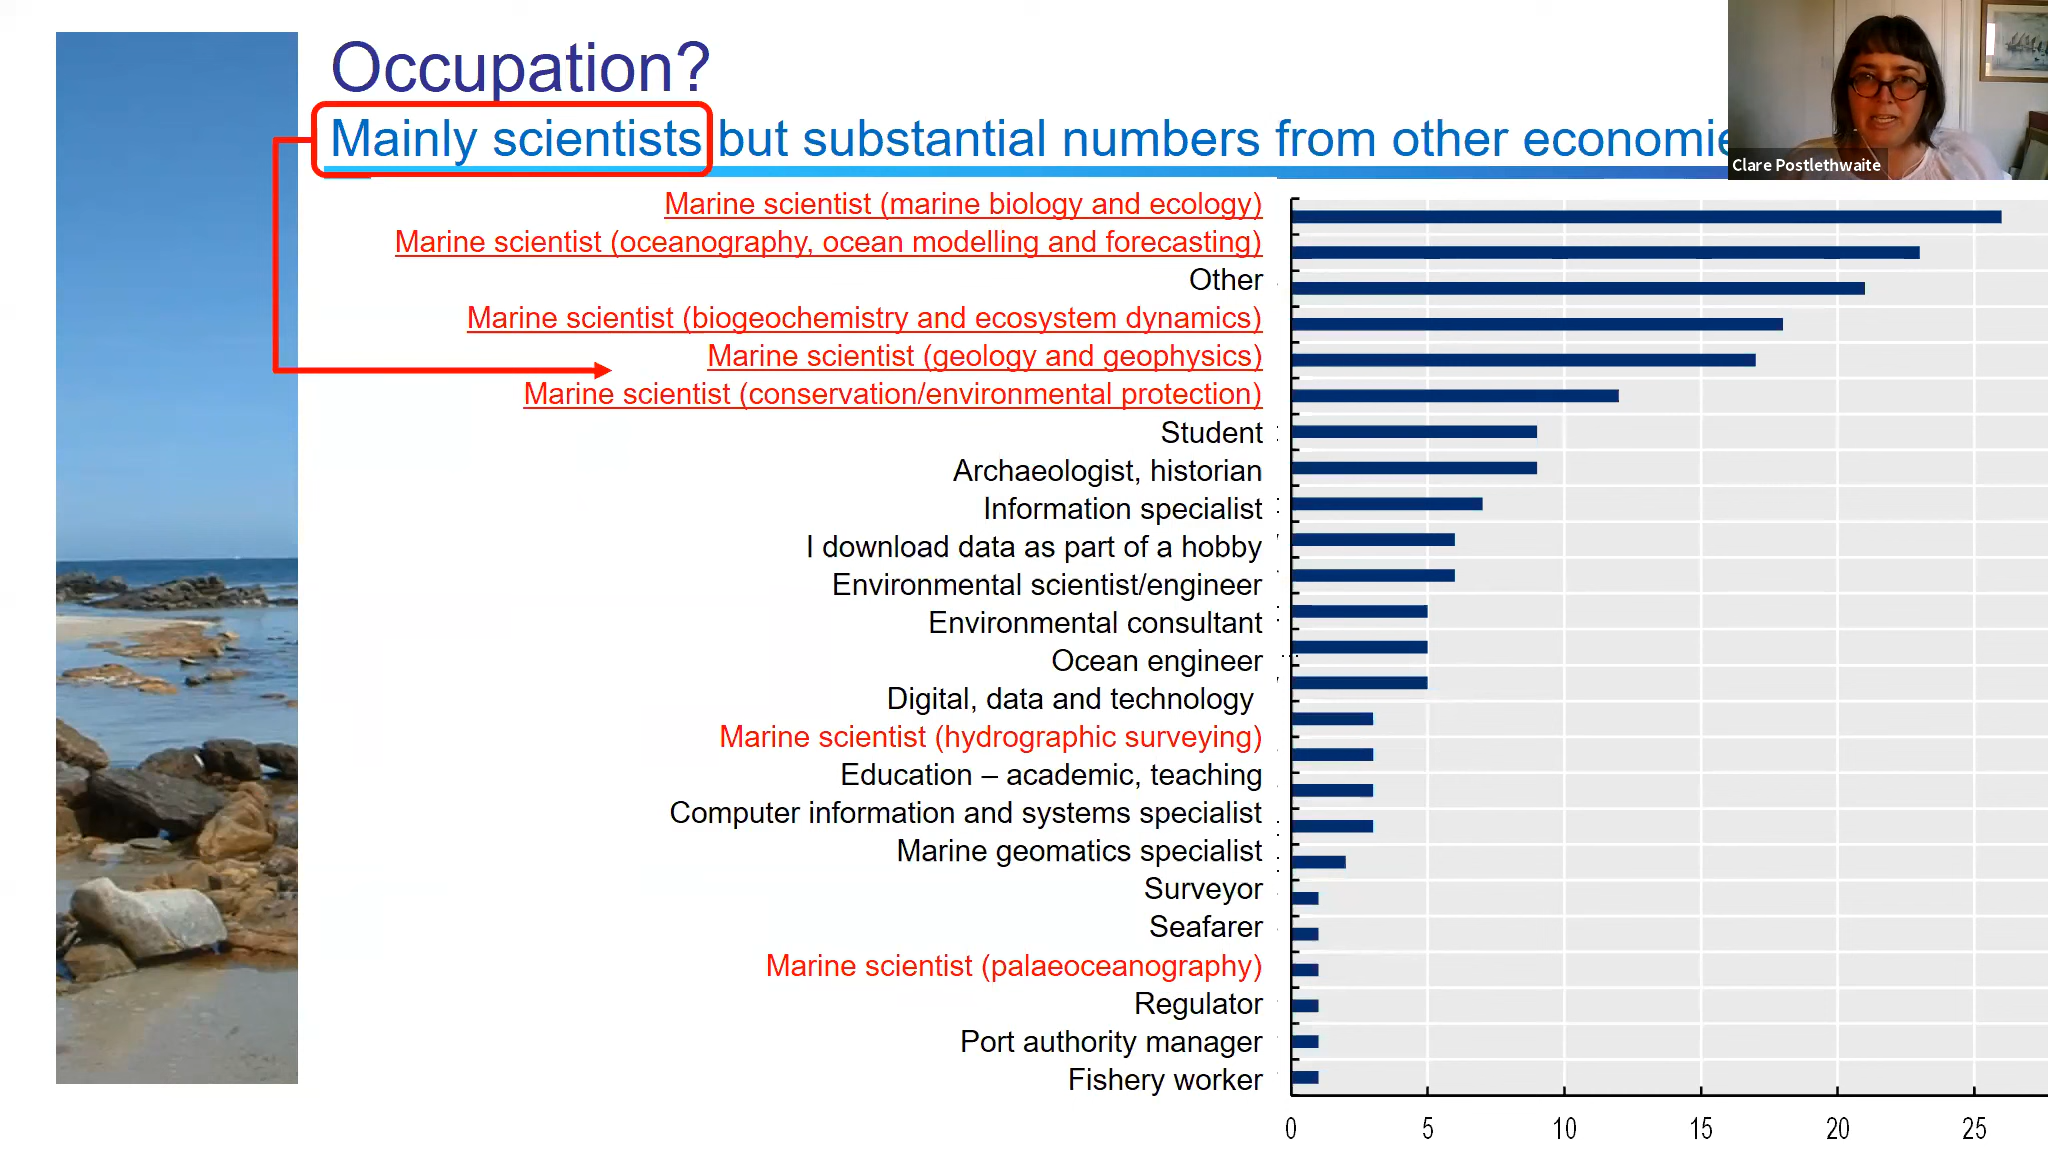 Occupation?
Mainly scientists but substantial numbers from other
Clare Postlethwaite
Marine scientist (marine biology and ecology)
Marine scientist (oceanography, ocean modelling and forecasting)
Other
Marine scientist (biogeochemistry and ecosystem dynamics)
Marine scientist (geology and geophysics)
Marine scientist (conservation/environmental protection)
Student
Archaeologist, historian
Information specialist
I download data as part of a hobby
Environmental scientist/engineer
Environmental consultant
Ocean engineer
Digital, data and technology
Marine scientist (hydrographic surveying)
Education – academic, teaching
Computer information and systems specialist
Marine geomatics specialist
Surveyor
Seafarer
Marine scientist (palaeoceanography)
Regulator
Port authority manager
Fishery worker
0 5 10 15 20 25